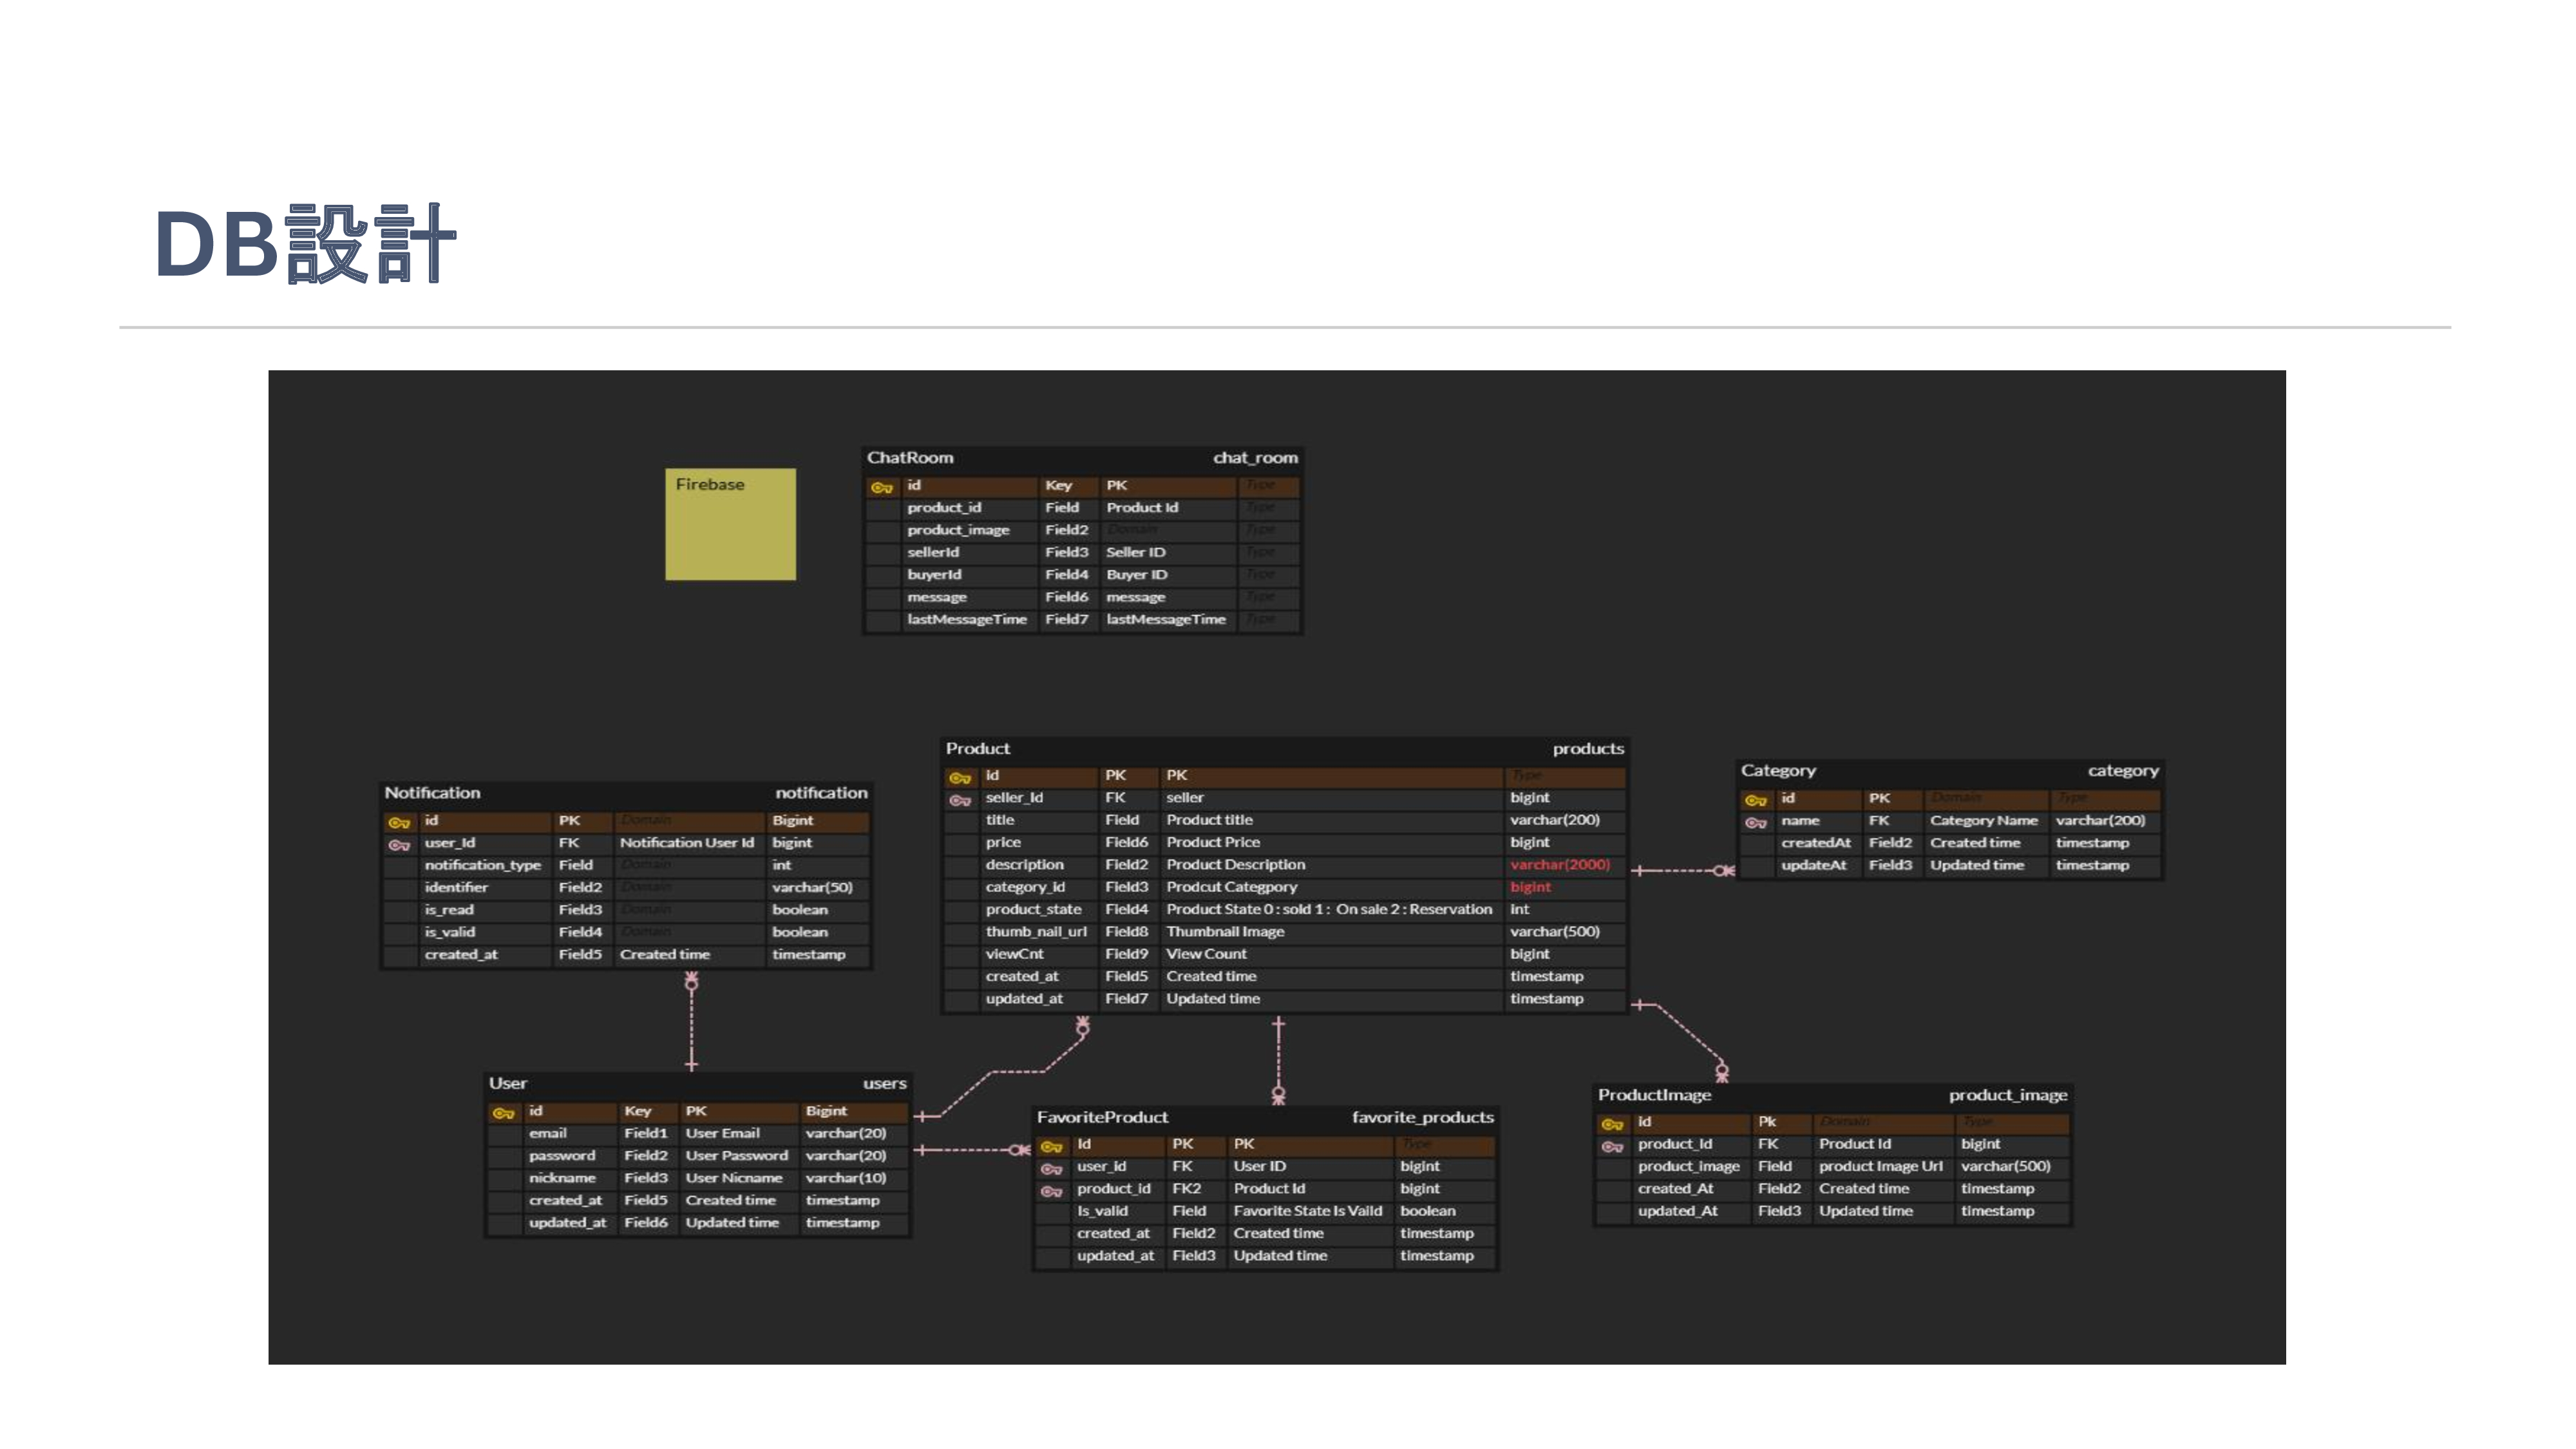 DB設計
Firebase
ChatRoom chat_room
id Key PK Type
product_id Field Product Id Type
product_image Field2 Domain Type
sellerId Field3 Seller ID Type
buyerId Field4 Buyer ID Type
message Field6 message Type
lastMessageTime Field7 lastMessageTime Type
Notification notification
id PK Domain Bigint
user_Id FK Notification User Id bigint
notification_type Field Domain int
identifier Field2 Domain varchar(50)
is_read Field3 Domain boolean
is_valid Field4 Domain boolean
created_at Field5 Created time timestamp
Product products
id PK PK Type
seller_Id FK seller bigint
title Field Product title varchar(200)
price Field6 Product Price bigint
description Field2 Product Description varchar(2000)
category_id Field3 Prodcut Categpory bigint
product_state Field4 Product State 0 : sold 1 : On sale 2 : Reservation int
thumb_nail_url Field8 Thumbnail Image varchar(500)
viewCnt Field9 View Count bigint
created_at Field5 Created time timestamp
updated_at Field7 Updated time timestamp
Category category
id PK Domain Type
name FK Category Name varchar(200)
createdAt Field2 Created time timestamp
updateAt Field3 Updated time timestamp
User users
id Key PK Bigint
email Field1 User Email varchar(20)
password Field2 User Password varchar(20)
nickname Field3 User Nicname varchar(10)
created_at Field5 Created time timestamp
updated_at Field6 Updated time timestamp
FavoriteProduct favorite_products
Id PK PK Type
user_id FK User ID bigint
product_id FK2 Product Id bigint
Is_valid Field Favorite State Is Valid boolean
created_at Field2 Created time timestamp
updated_at Field3 Updated time timestamp
ProductImage product_image
id Pk Domain Type
product_Id FK Product Id bigint
product_image Field product Image Url varchar(500)
created_At Field2 Created time timestamp
updated_At Field3 Updated time timestamp